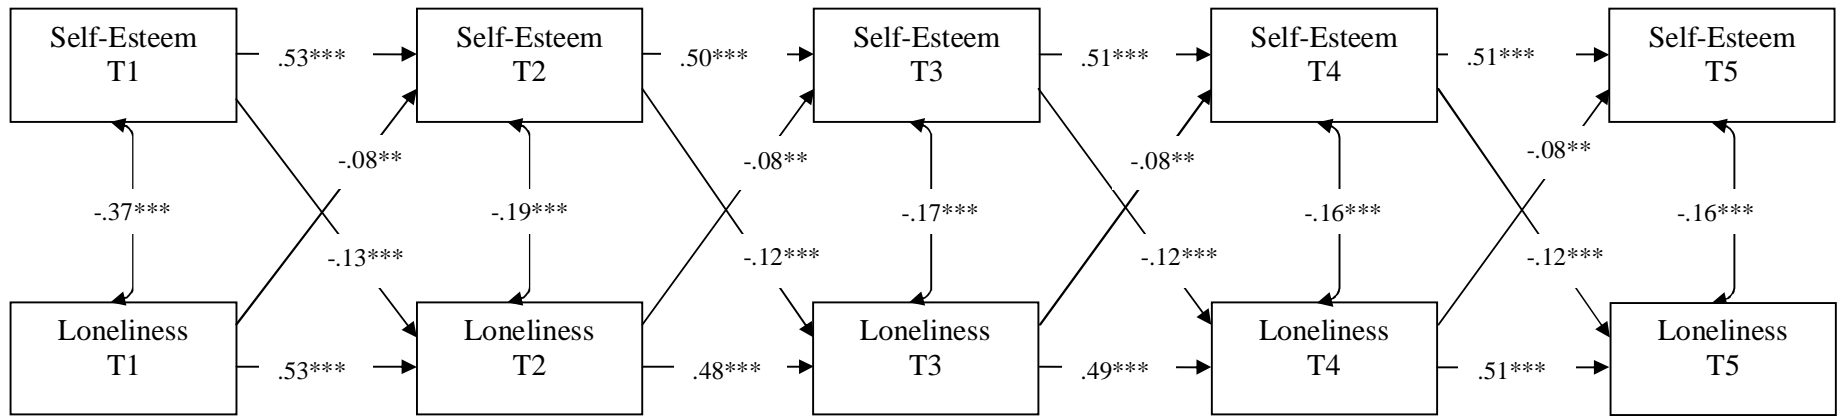 Self-Esteem
T1
.53***
Self-Esteem
T2
.50***
Self-Esteem
T3
.51***
Self-Esteem
T4
.51***
Self-Esteem
T5
-.08**
-.08**
-.08**
-.08**
-.37***
-.19***
-.17***
-.16***
-.16***
-.13***
-.12***
-.12***
-.12***
Loneliness
T1
.53***
Loneliness
T2
.48***
Loneliness
T3
.49***
Loneliness
T4
.51***
Loneliness
T5